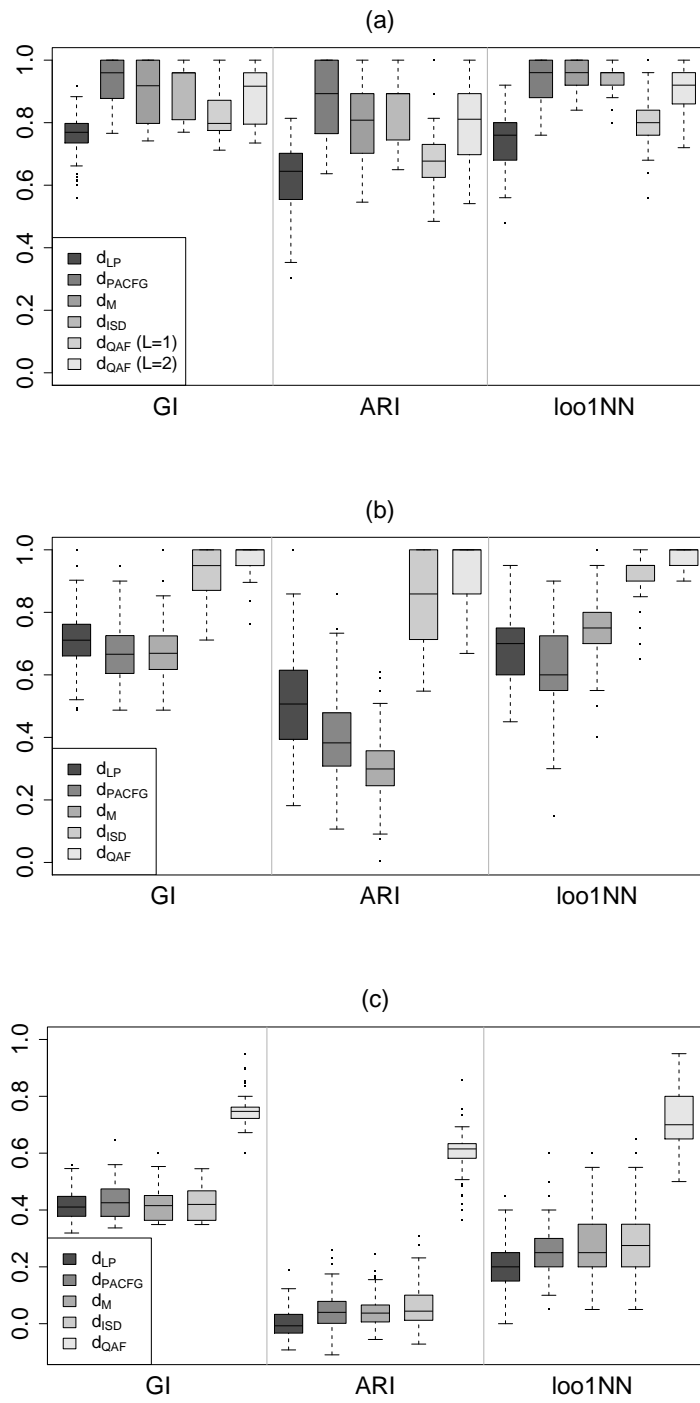 (a)
1.0
0.8
0.6
0.4
0.2
0.0
d_LP
d_PACFG
d_M
d_ISD
d_QAF (L=1)
d_QAF (L=2)
GI ARI loo1NN
(b)
1.0
0.8
0.6
0.4
0.2
0.0
d_LP
d_PACFG
d_M
d_ISD
d_QAF
GI ARI loo1NN
(c)
1.0
0.8
0.6
0.4
0.2
0.0
d_LP
d_PACFG
d_M
d_ISD
d_QAF
GI ARI loo1NN